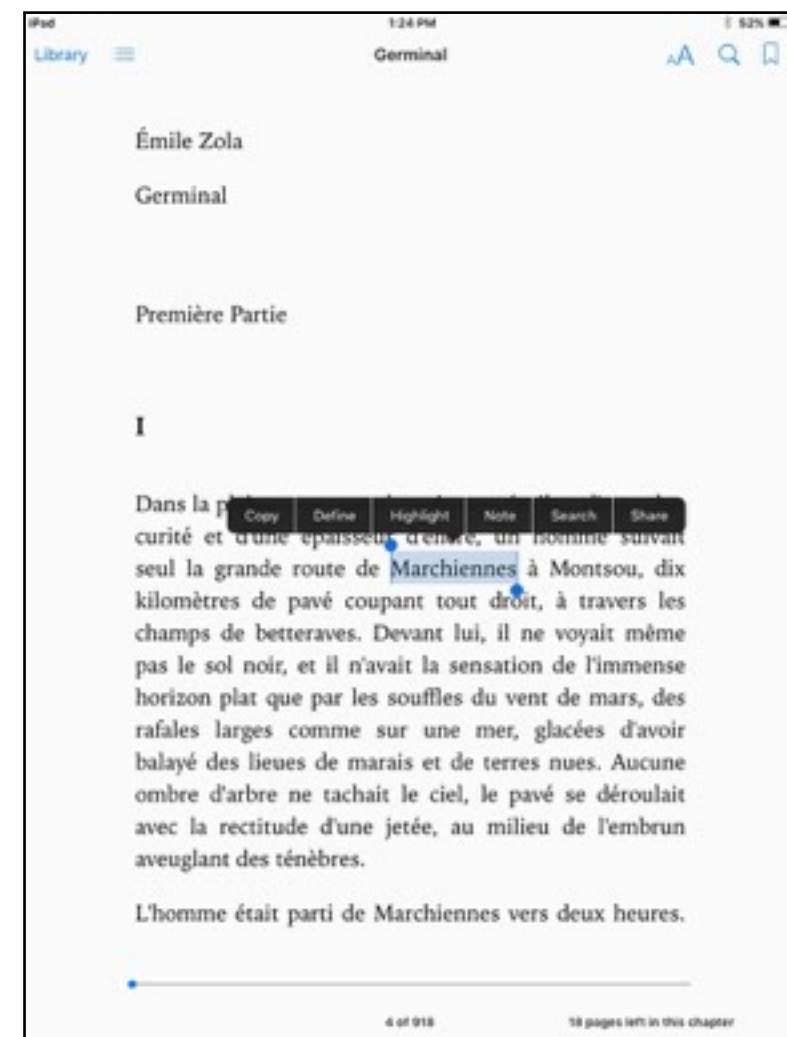 iPad 1:24 PM 52%
Library Germinal AA
Émile Zola
Germinal
Première Partie
I
Dans la
Copy Define Highlight Note Search Share
curité et d'une épaisseur d'encre, un homme suivait
seul la grande route de Marchiennes à Montsou, dix
kilomètres de pavé coupant tout droit, à travers les
champs de betteraves. Devant lui, il ne voyait même
pas le sol noir, et il n'avait la sensation de l'immense
horizon plat que par les souffles du vent de mars, des
rafales larges comme sur une mer, glacées d'avoir
balayé des lieues de marais et de terres nues. Aucune
ombre d'arbre ne tachait le ciel, le pavé se déroulait
avec la rectitude d'une jetée, au milieu de l'embrun
aveuglant des ténèbres.
L'homme était parti de Marchiennes vers deux heures.
4 of 918 18 pages left in this chapter